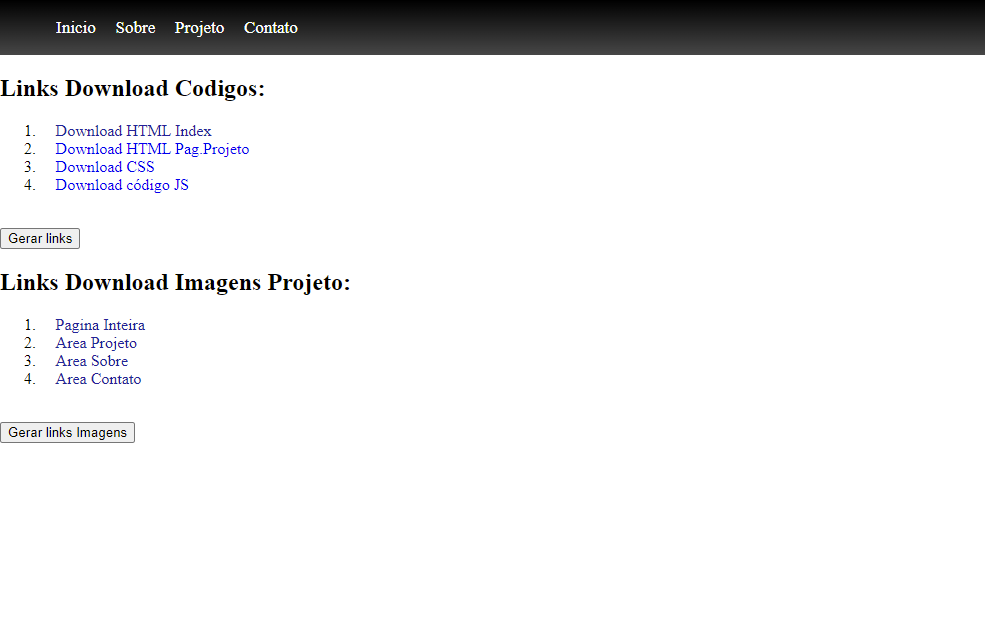 Inicio Sobre Projeto Contato
Links Download Codigos:
1. Download HTML Index
2. Download HTML Pag.Projeto
3. Download CSS
4. Download código JS
Gerar links
Links Download Imagens Projeto:
1. Pagina Inteira
2. Area Projeto
3. Area Sobre
4. Area Contato
Gerar links Imagens